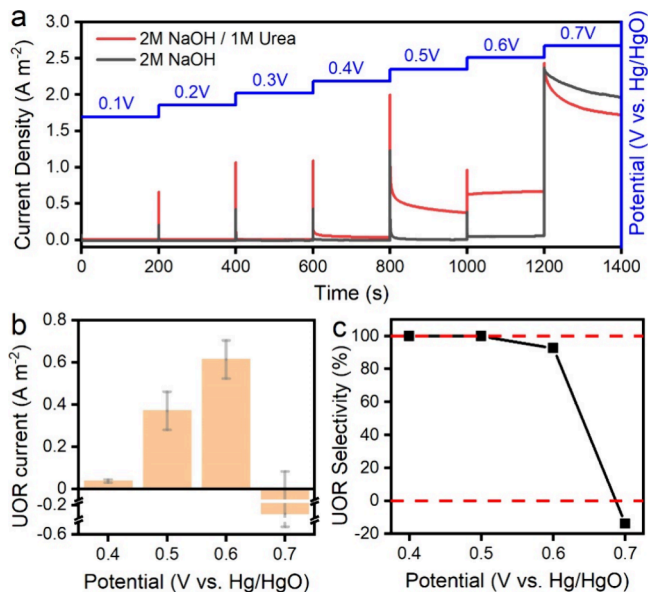 a
2M NaOH / 1M Urea
2M NaOH
0.1V
0.2V
0.3V
0.4V
0.5V
0.6V
0.7V
3.0
2.5
2.0
1.5
1.0
0.5
0.0
Current Density (A m⁻²)
Potential (V vs. Hg/HgO)
0 200 400 600 800 1000 1200 1400
Time (s)
b
0.8
0.6
0.4
0.2
0
-0.2
-0.6
UOR current (A m⁻²)
0.4 0.5 0.6 0.7
Potential (V vs. Hg/HgO)
c
100
80
60
40
20
0
-20
UOR Selectivity (%)
0.4 0.5 0.6 0.7
Potential (V vs. Hg/HgO)